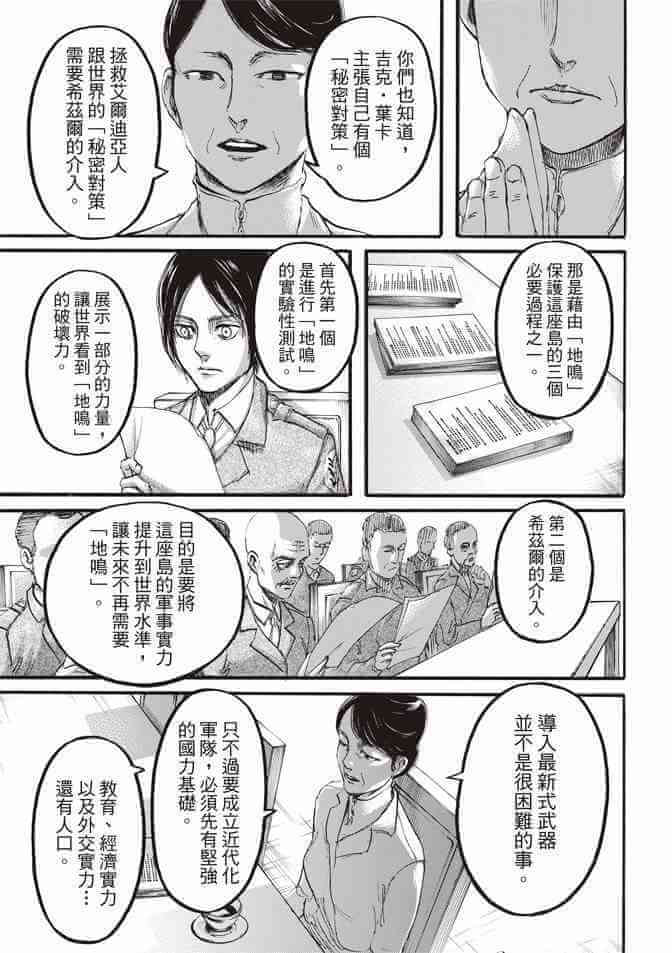 你們也知道，
吉克・葉卡
主張自己有個
「秘密對策」
拯救艾爾迪亞人
跟世界的「秘密對策」
需要希茲爾的介入。
那是藉由「地鳴」
保護這座島的三個
必要過程之一。
首先第一個
是進行「地鳴」
的實驗性測試。
展示一部分的力量，
讓世界看到「地鳴」
的破壞力。
第二個是
希茲爾的介入。
目的是要將
這座島的軍事實力
提升到世界水準，
讓未來不再需要
「地鳴」。
導入最新式武器
並不是很困難的事。
只不過要成立近代化
軍隊，必須先有堅強
的國力基礎。
教育、經濟實力
以及外交實力…
還有人口。